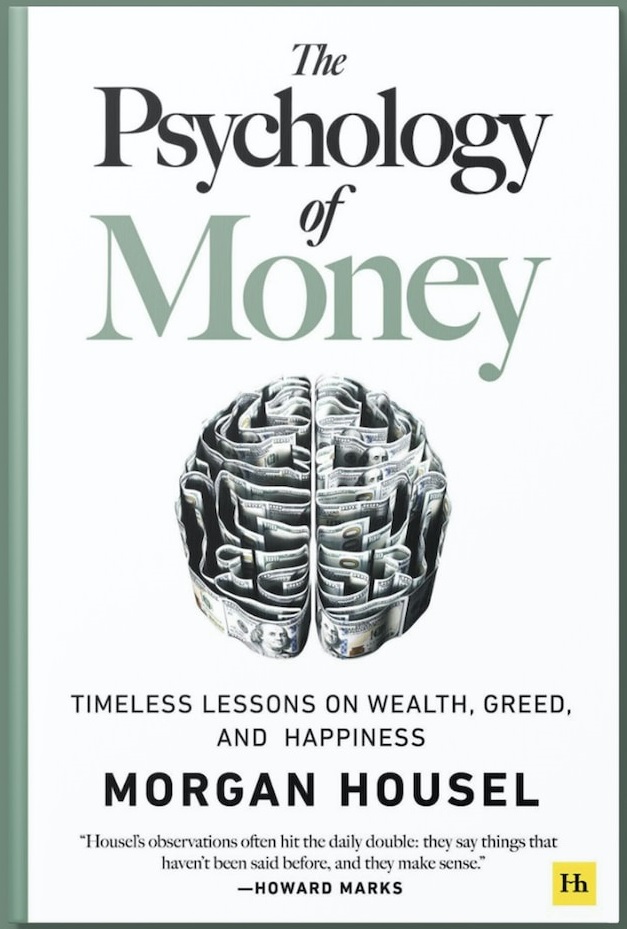 The
Psychology
of
Money
TIMELESS LESSONS ON WEALTH, GREED,
AND HAPPINESS
MORGAN HOUSEL
“Housel’s observations often hit the daily double: they say things that
haven’t been said before, and they make sense.”
—HOWARD MARKS
Hh